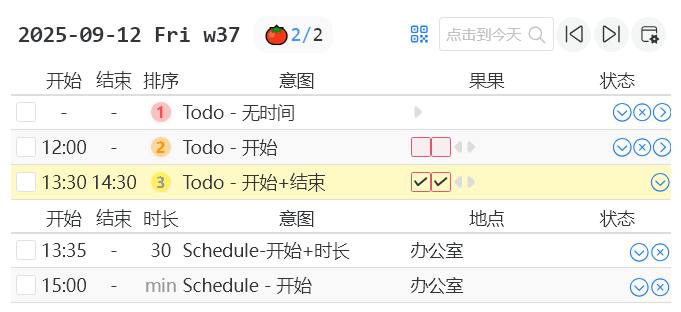 2025-09-12 Fri w37 2/2 点击到今天
开始 结束 排序 意图 果果 状态
- - 1 Todo - 无时间
12:00 - 2 Todo - 开始
13:30 14:30 3 Todo - 开始+结束
开始 结束 时长 意图 地点 状态
13:35 - 30 Schedule-开始+时长 办公室
15:00 - min Schedule - 开始 办公室